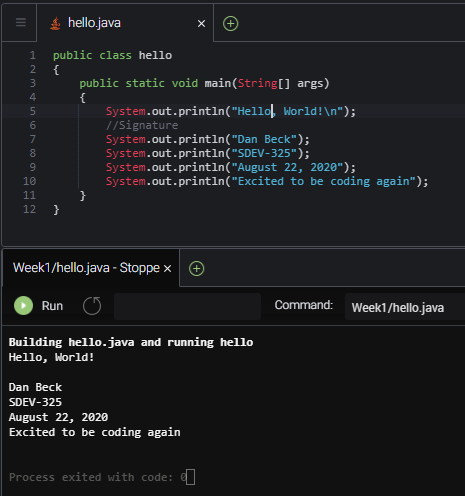 hello.java
1 public class hello
2 {
3 public static void main(String[] args)
4 {
5 System.out.println("Hello, World!\n");
6 //Signature
7 System.out.println("Dan Beck");
8 System.out.println("SDEV-325");
9 System.out.println("August 22, 2020");
10 System.out.println("Excited to be coding again");
11 }
12 }
Week1/hello.java - Stoppe
Run Command: Week1/hello.java
Building hello.java and running hello
Hello, World!
Dan Beck
SDEV-325
August 22, 2020
Excited to be coding again
Process exited with code: 0